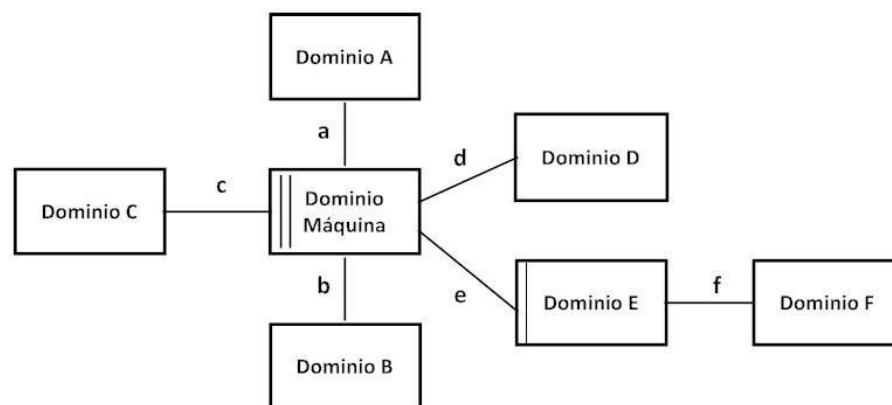 Dominio A
a
d
Dominio D
c
Dominio C
Dominio
Máquina
b
e
Dominio E
f
Dominio F
Dominio B